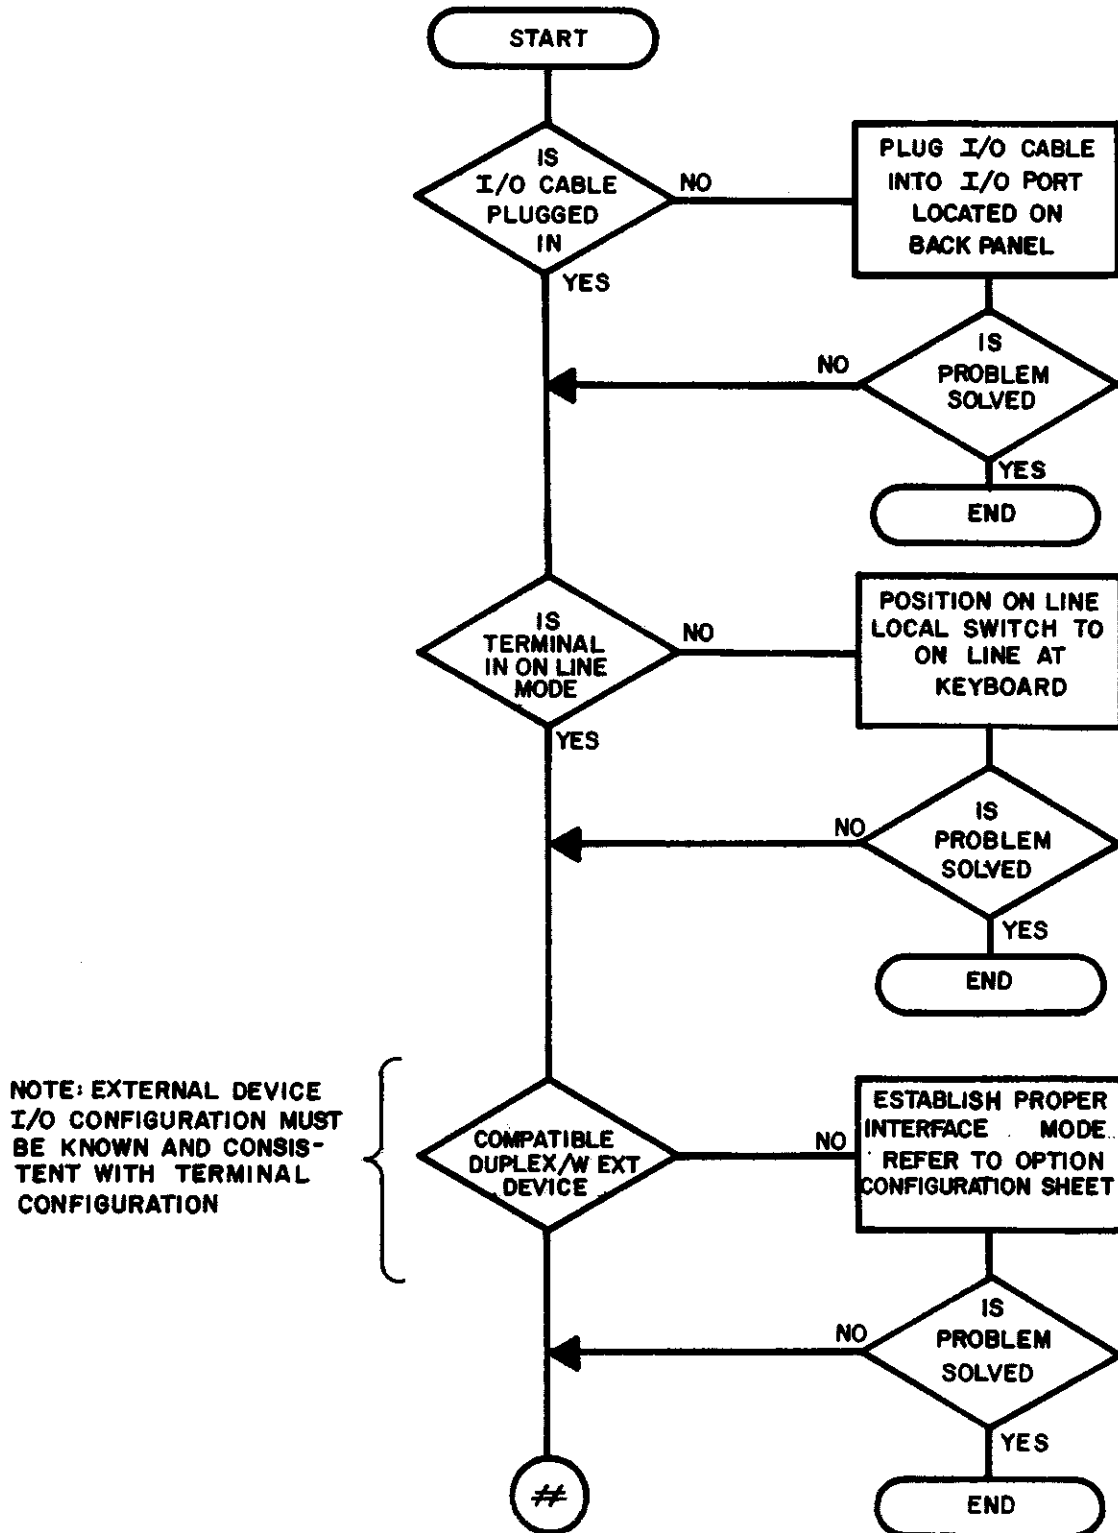 START
IS
I/O CABLE
PLUGGED
IN
NO
YES
PLUG I/O CABLE
INTO I/O PORT
LOCATED ON
BACK PANEL
IS
PROBLEM
SOLVED
NO
YES
END
IS
TERMINAL
IN ON LINE
MODE
NO
YES
POSITION ON LINE
LOCAL SWITCH TO
ON LINE AT
KEYBOARD
IS
PROBLEM
SOLVED
NO
YES
END
NOTE: EXTERNAL DEVICE
I/O CONFIGURATION MUST
BE KNOWN AND CONSIS-
TENT WITH TERMINAL
CONFIGURATION
COMPATIBLE
DUPLEX/W EXT
DEVICE
NO
ESTABLISH PROPER
INTERFACE MODE.
REFER TO OPTION
CONFIGURATION SHEET
IS
PROBLEM
SOLVED
NO
YES
END
#